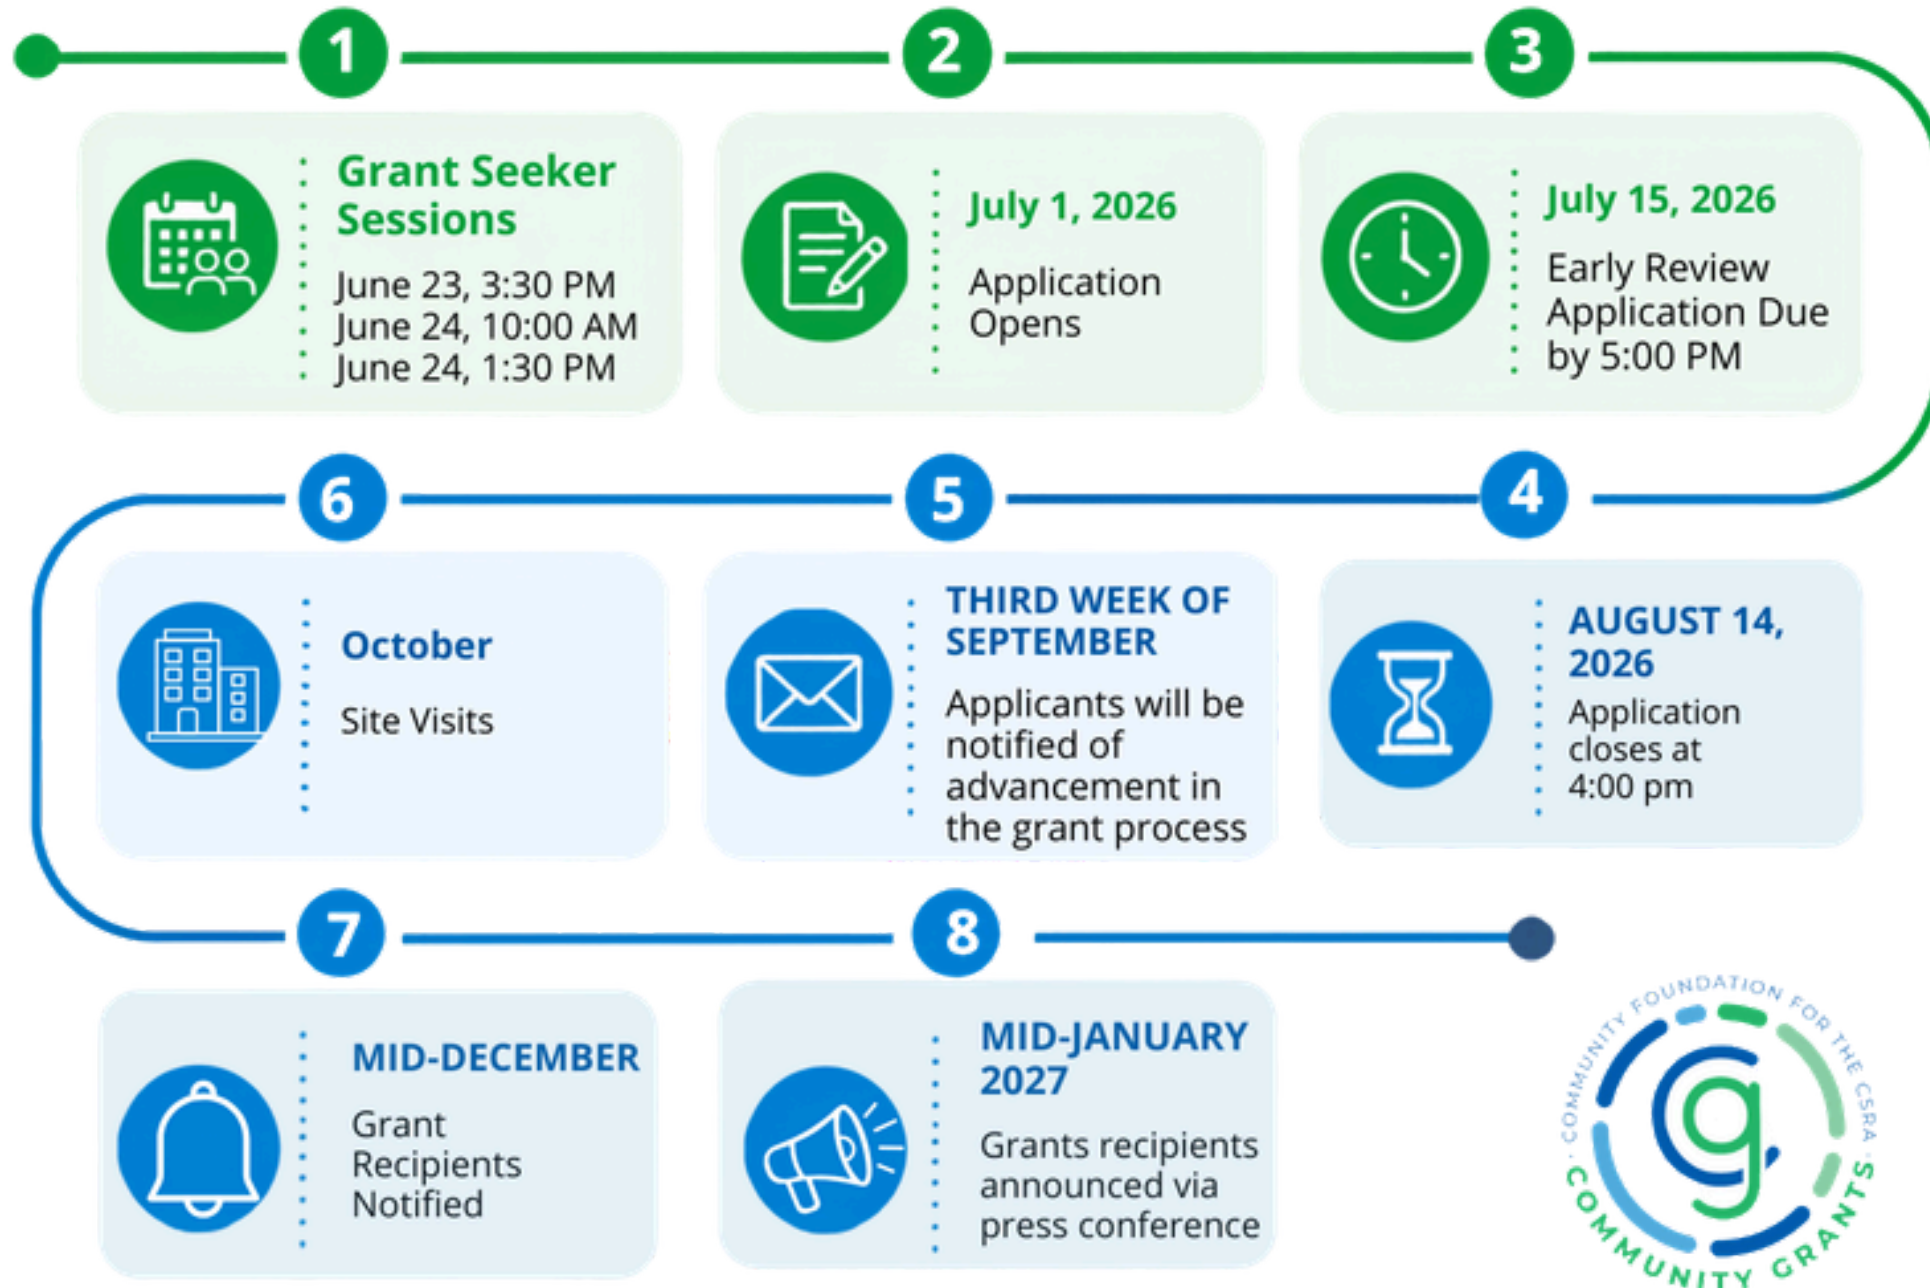 1
Grant Seeker
Sessions
June 23, 3:30 PM
June 24, 10:00 AM
June 24, 1:30 PM
2
July 1, 2026
Application
Opens
3
July 15, 2026
Early Review
Application Due
by 5:00 PM
4
AUGUST 14,
2026
Application
closes at
4:00 pm
5
THIRD WEEK OF
SEPTEMBER
Applicants will be
notified of
advancement in
the grant process
6
October
Site Visits
7
MID-DECEMBER
Grant
Recipients
Notified
8
MID-JANUARY
2027
Grants recipients
announced via
press conference
· COMMUNITY FOUNDATION FOR THE CSRA ·
COMMUNITY GRANTS
cg